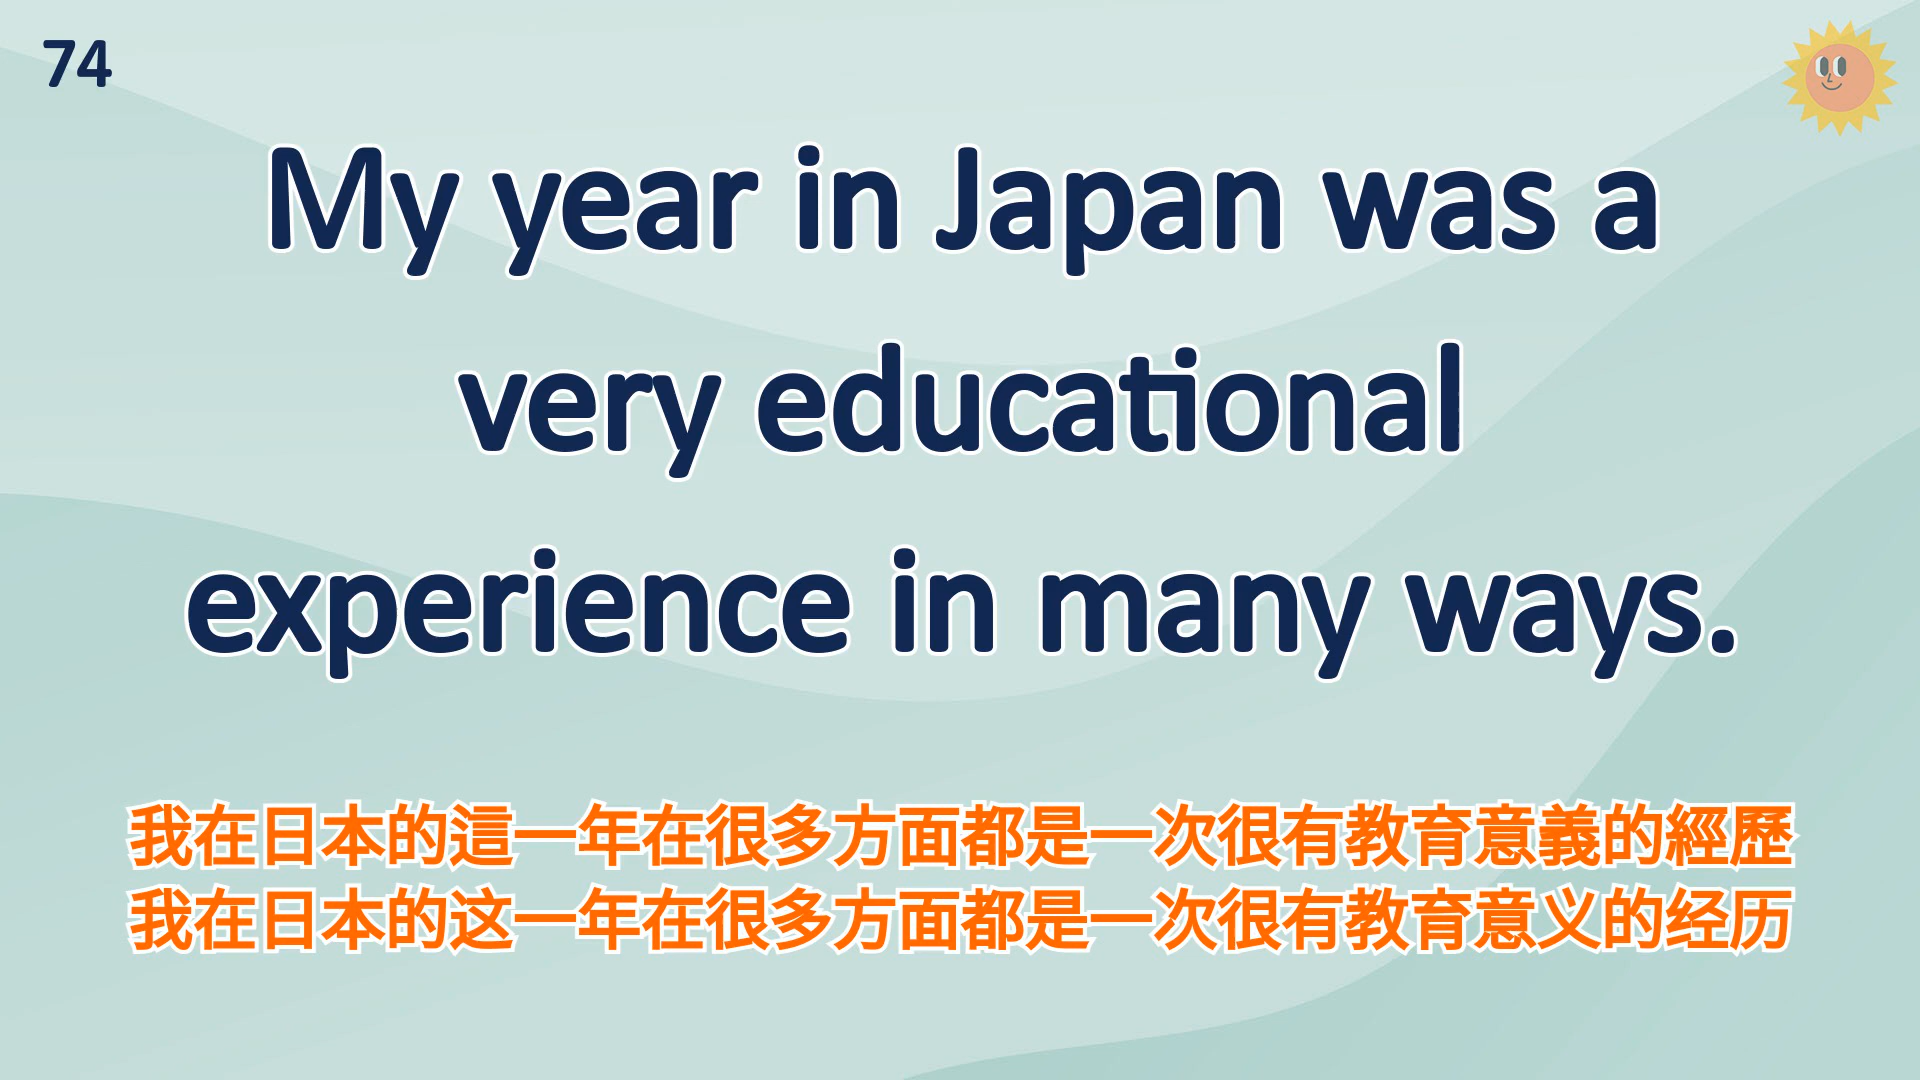 74
My year in Japan was a
very educational
experience in many ways.
我在日本的這一年在很多方面都是一次很有教育意義的經歷
我在日本的这一年在很多方面都是一次很有教育意义的经历